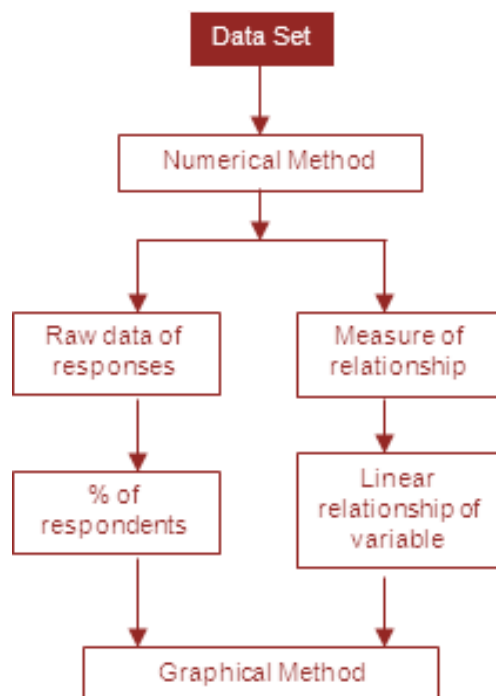 Data Set
Numerical Method
Raw data of
responses
Measure of
relationship
% of
respondents
Linear
relationship of
variable
Graphical Method